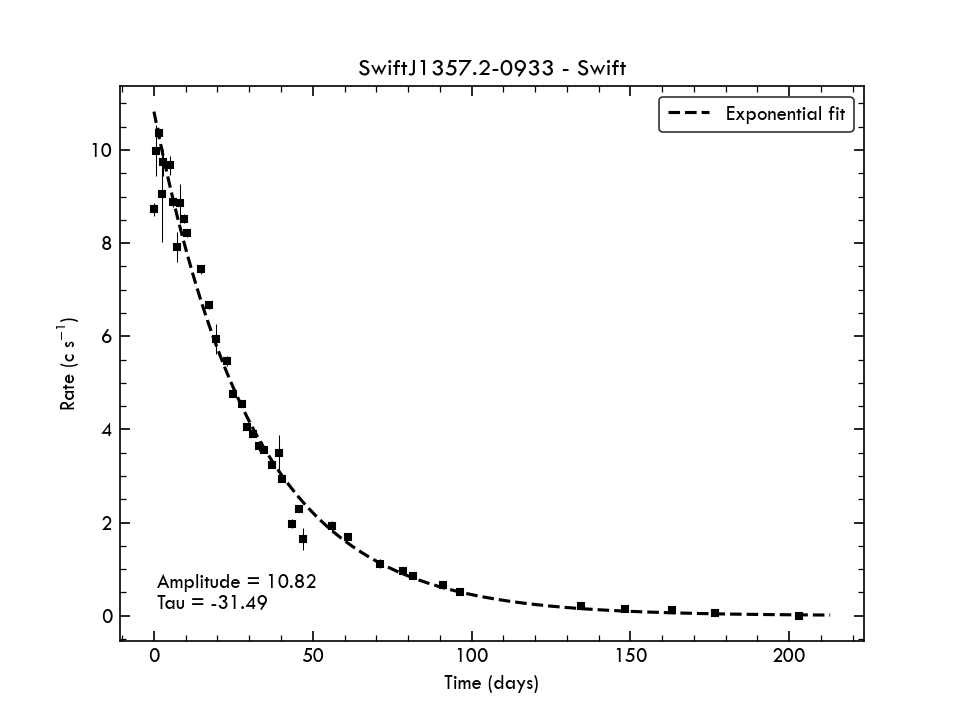 SwiftJ1357.2-0933 - Swift
Exponential fit
10
8
6
4
2
0
Rate (c s⁻¹)
Amplitude = 10.82
Tau = -31.49
0 50 100 150 200
Time (days)